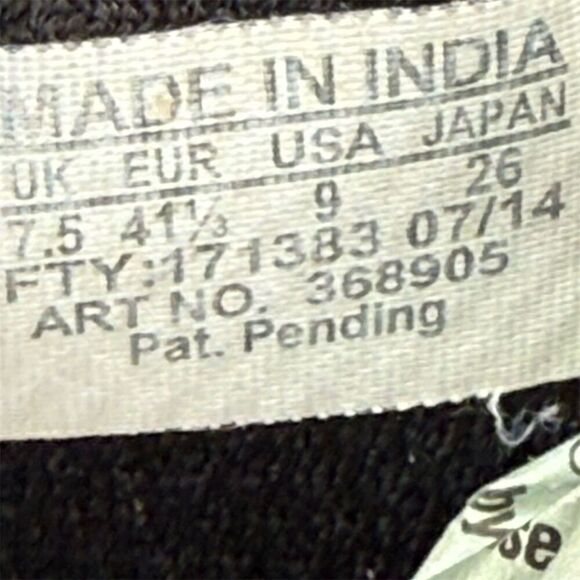 MADE IN INDIA
UK EUR USA JAPAN
7.5 41⅓ 9 26
FTY:171383 07/14
ART NO. 368905
Pat. Pending